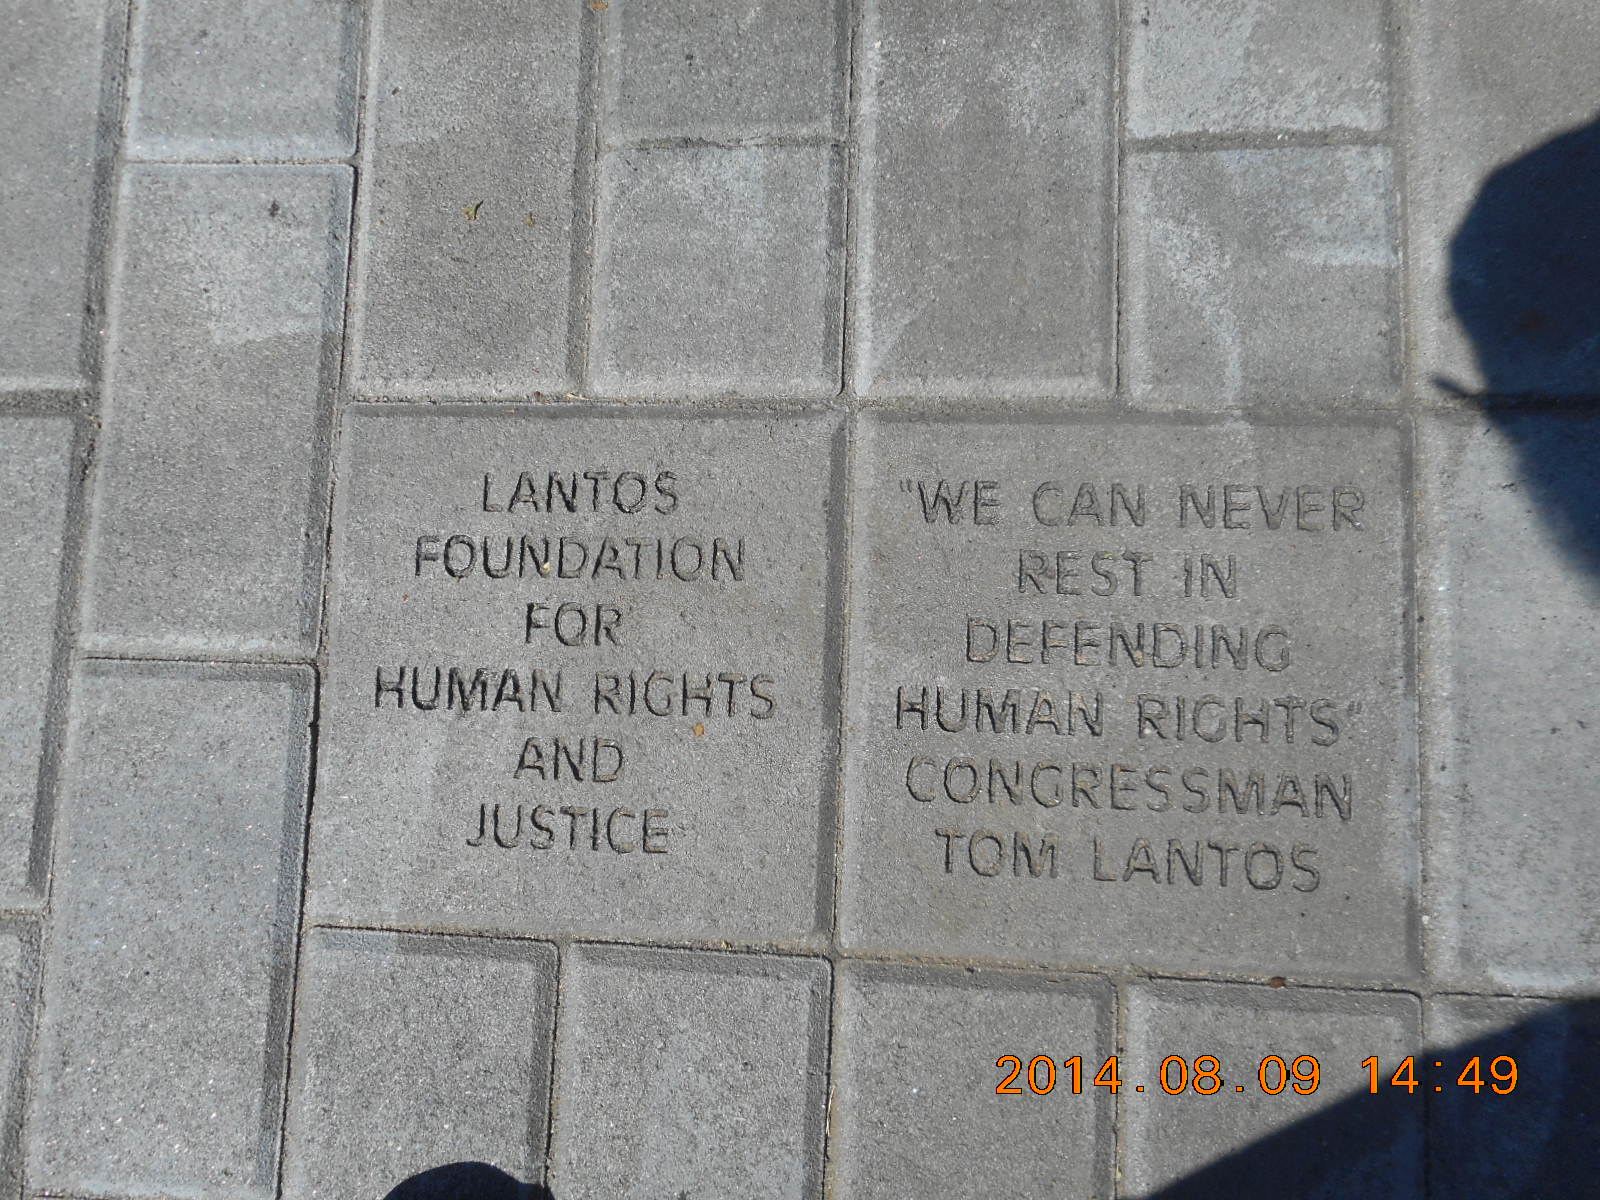 LANTOS
FOUNDATION
FOR
HUMAN RIGHTS
AND
JUSTICE
"WE CAN NEVER
REST IN
DEFENDING
HUMAN RIGHTS"
CONGRESSMAN
TOM LANTOS
2014.08.09 14:49